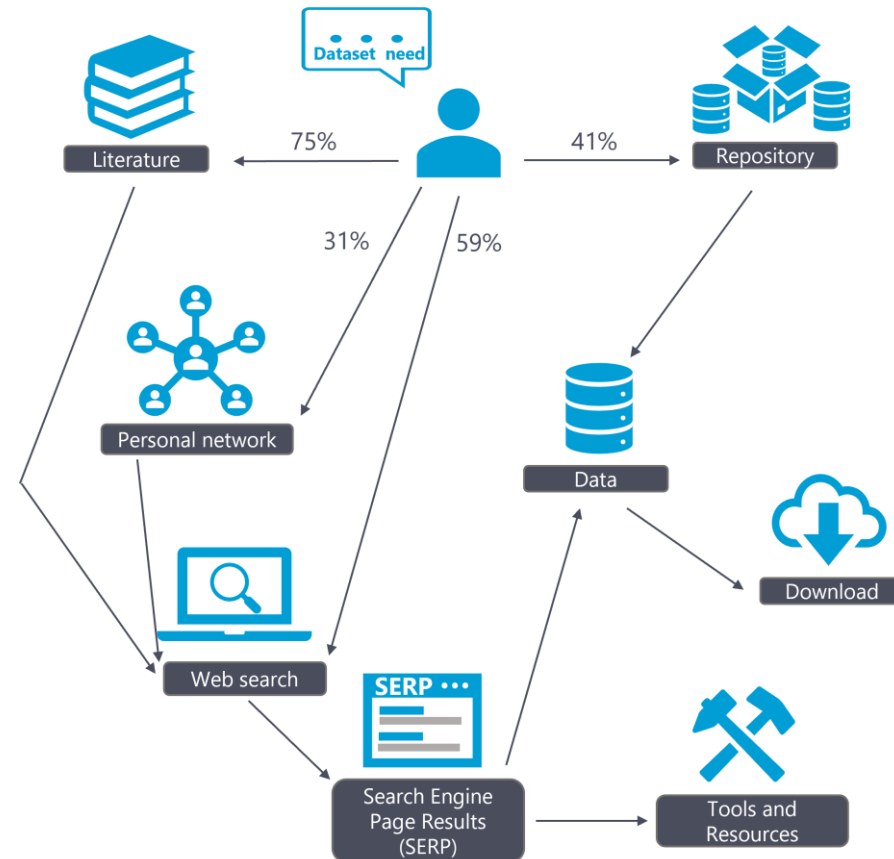 Dataset need
Literature
75%
41%
Repository
31%
59%
Personal network
Data
Download
Web search
SERP
Search Engine
Page Results
(SERP)
Tools and
Resources